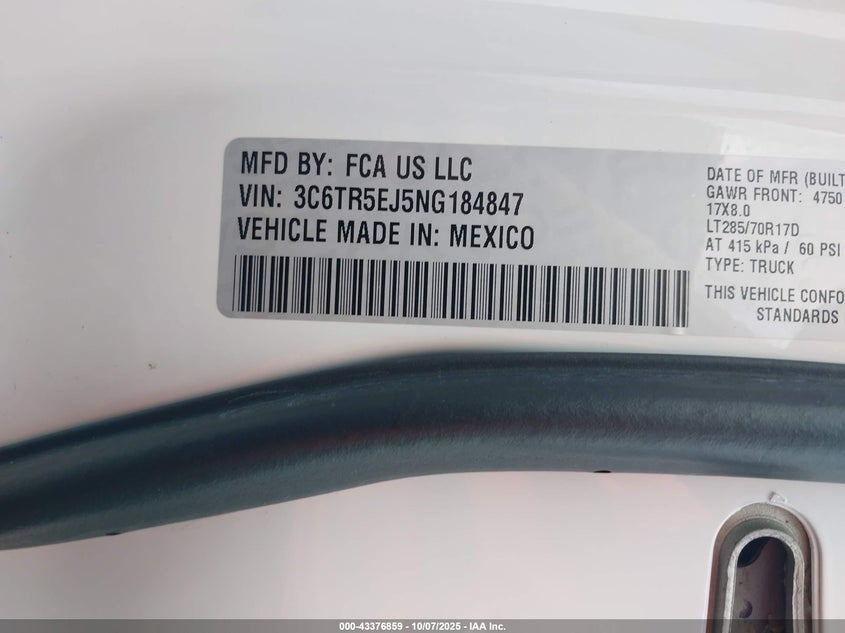 MFD BY: FCA US LLC
VIN: 3C6TR5EJ5NG184847
VEHICLE MADE IN: MEXICO
DATE OF MFR (BUILT
GAWR FRONT: 4750
17X8.0
LT285/70R17D
AT 415 kPa / 60 PSI
TYPE: TRUCK
THIS VEHICLE CONFO
STANDARDS
000-43376859 - 10/07/2025 - IAA Inc.